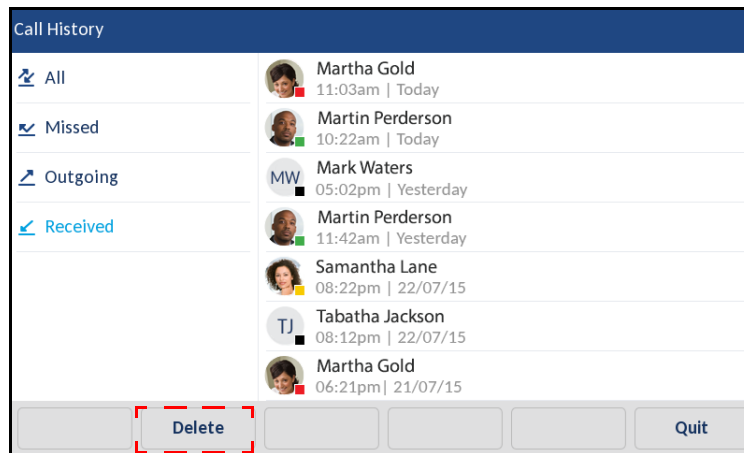 Call History
All
Missed
Outgoing
Received
Martha Gold
11:03am | Today
Martin Perderson
10:22am | Today
MW
Mark Waters
05:02pm | Yesterday
Martin Perderson
11:42am | Yesterday
Samantha Lane
08:22pm | 22/07/15
TJ
Tabatha Jackson
08:12pm | 22/07/15
Martha Gold
06:21pm| 21/07/15
Delete
Quit